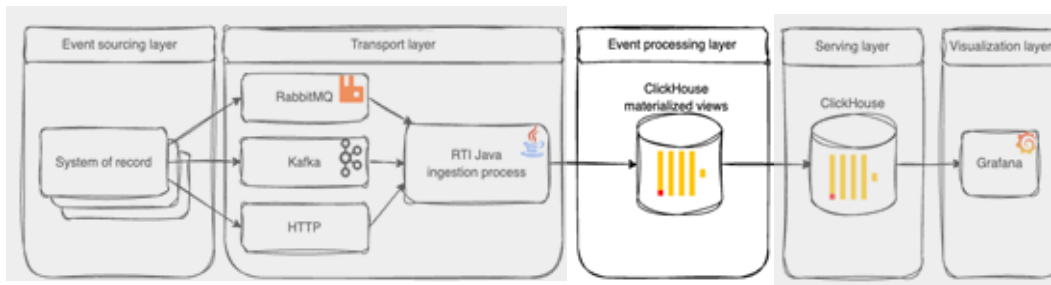 Event sourcing layer
System of record
Transport layer
RabbitMQ
Kafka
HTTP
RTI Java
ingestion process
Event processing layer
ClickHouse
materialized views
Serving layer
ClickHouse
Visualization layer
Grafana